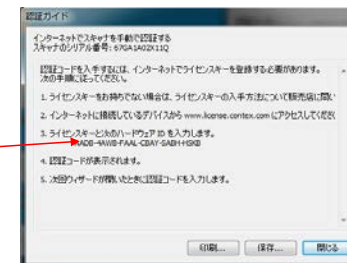 認証ガイド
インターネットでスキャナを手動で認証する
スキャナのシリアル番号: 67GA1A02X11Q
認証コードを入手するには、インターネットでライセンスキーを登録する必要があります。
次の手順に従ってください。
1. ライセンスキーをお持ちでない場合は、ライセンスキーの入手方法について販売店に問い
2. インターネットに接続しているデバイスから www.license.contex.com にアクセスしてくださ
3. ライセンスキーと次のハードウェア ID を入力します。
4. 認証コードが表示されます。
5. 次回ウィザードが開いたときに認証コードを入力します。
印刷...
保存...
閉じる